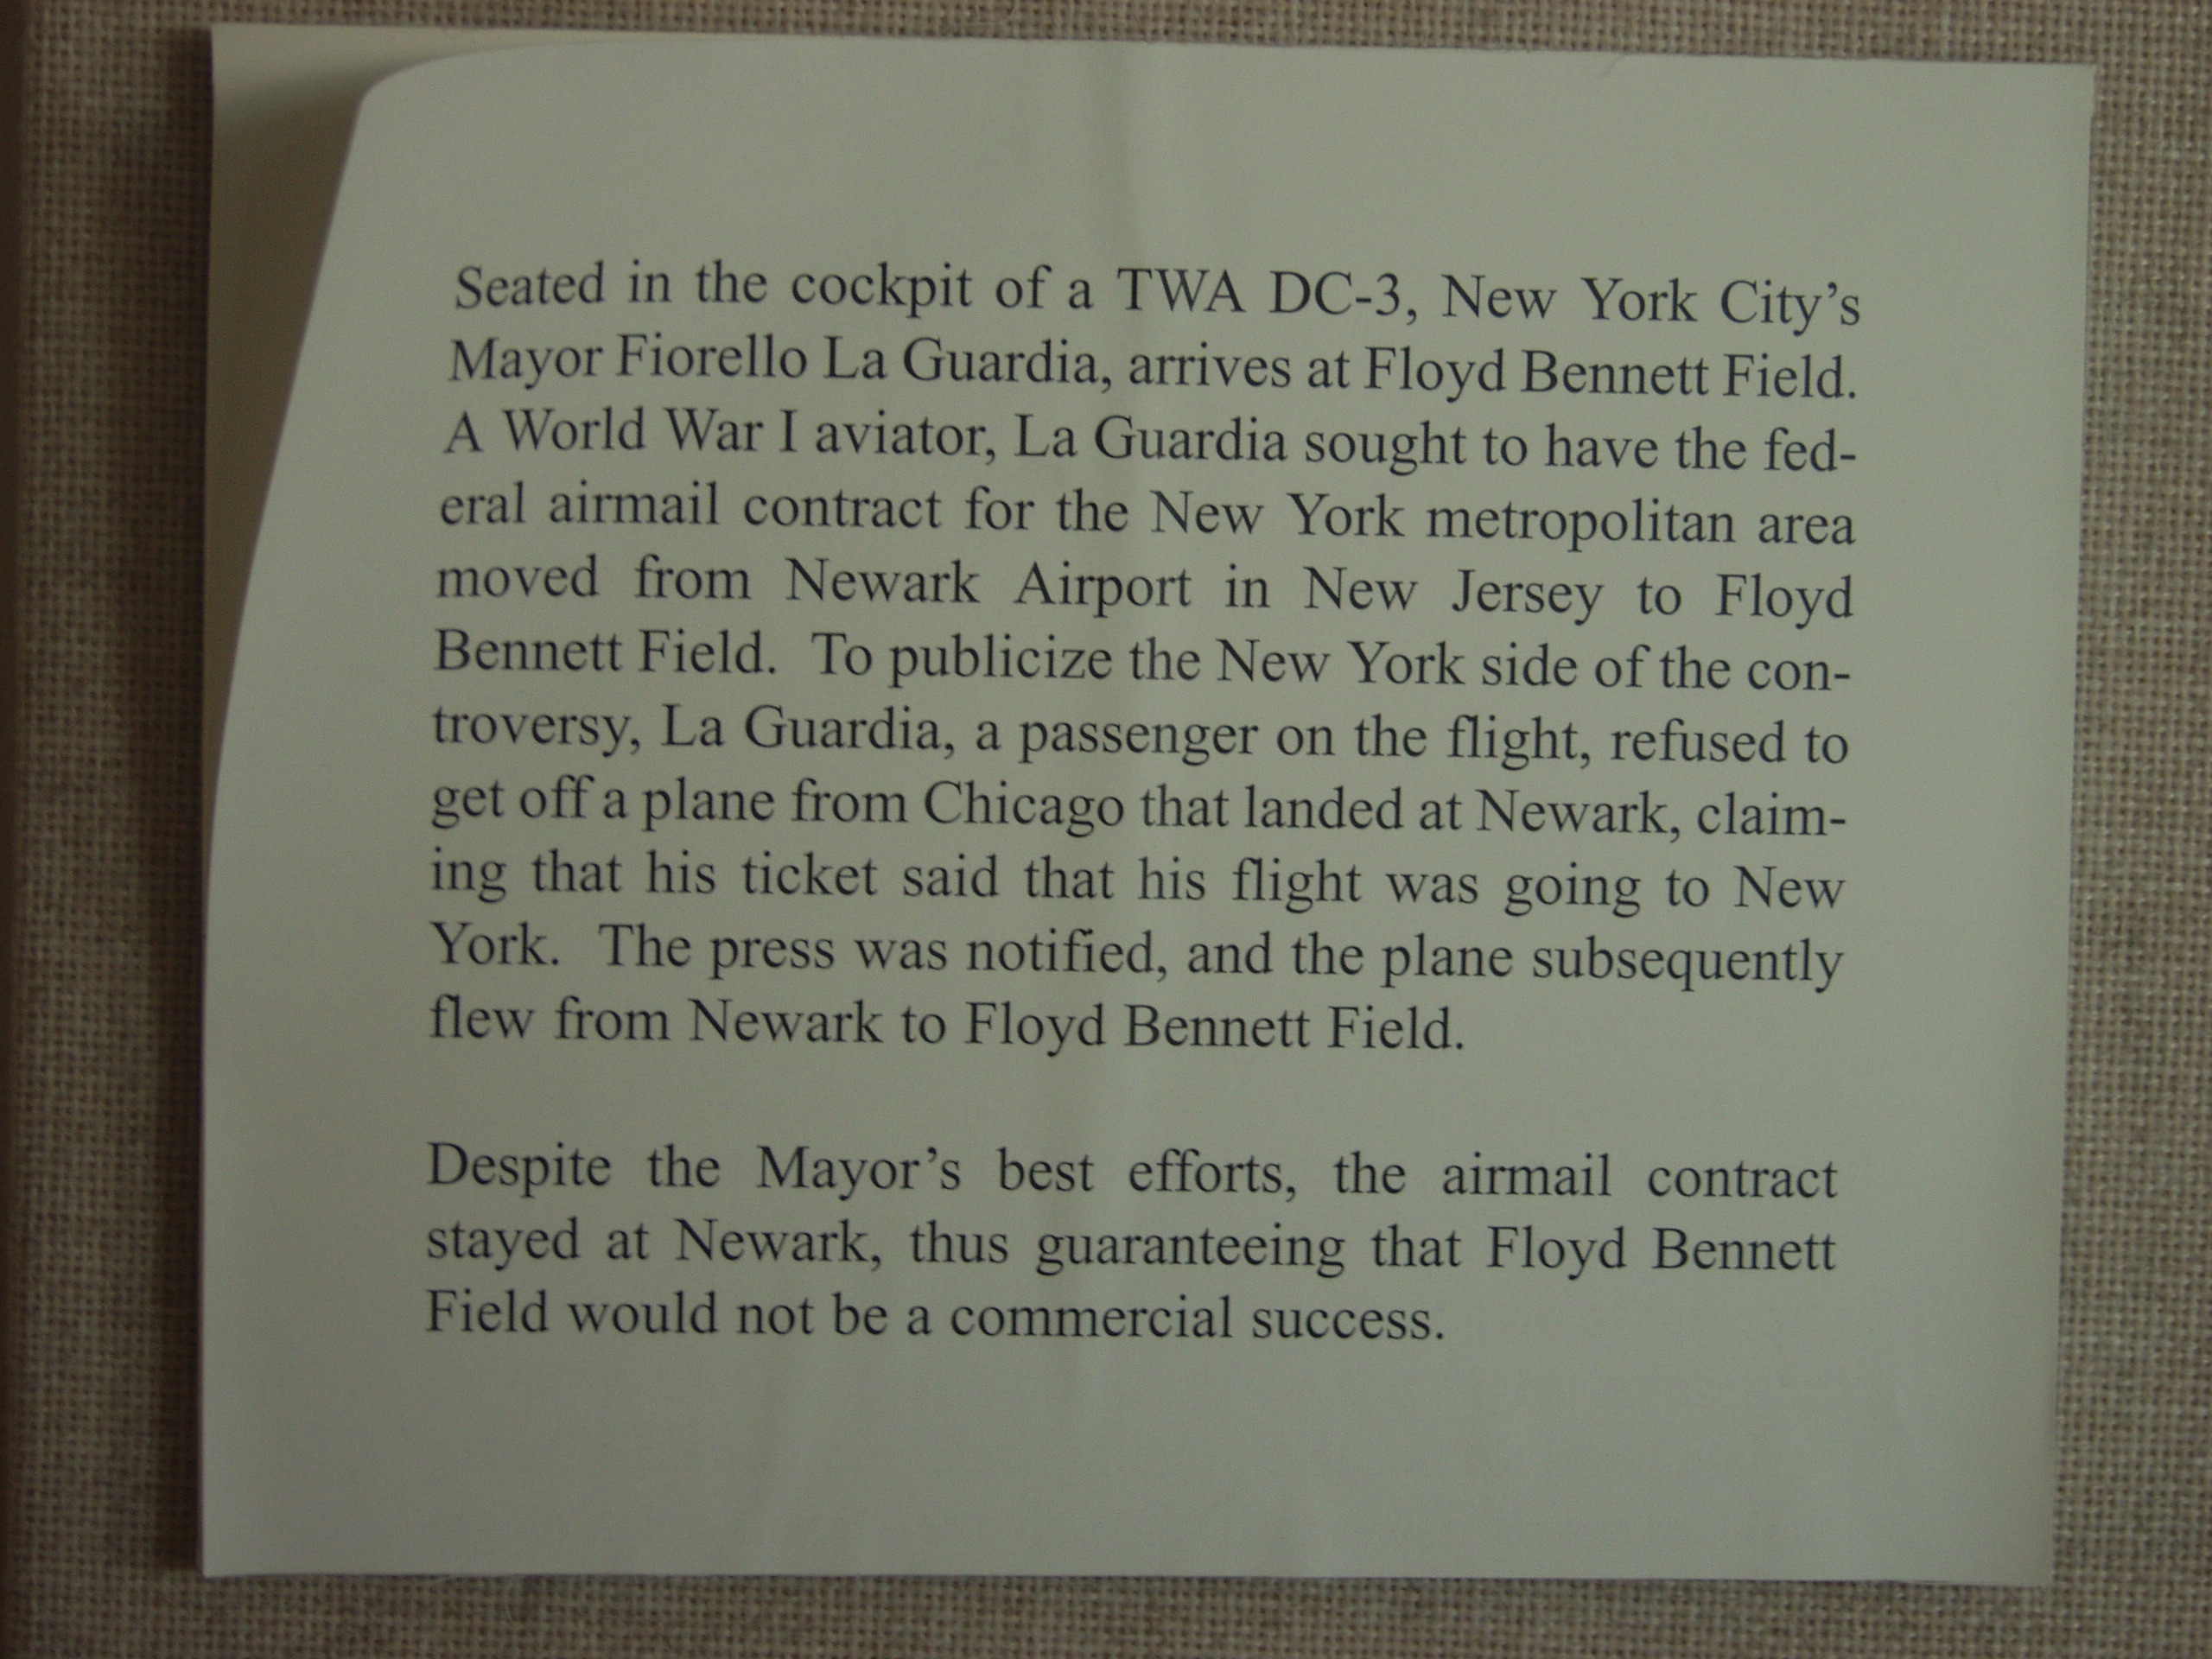 Seated in the cockpit of a TWA DC-3, New York City’s
Mayor Fiorello La Guardia, arrives at Floyd Bennett Field.
A World War I aviator, La Guardia sought to have the fed-
eral airmail contract for the New York metropolitan area
moved from Newark Airport in New Jersey to Floyd
Bennett Field.  To publicize the New York side of the con-
troversy, La Guardia, a passenger on the flight, refused to
get off a plane from Chicago that landed at Newark, claim-
ing that his ticket said that his flight was going to New
York.  The press was notified, and the plane subsequently
flew from Newark to Floyd Bennett Field.

Despite the Mayor’s best efforts, the airmail contract
stayed at Newark, thus guaranteeing that Floyd Bennett
Field would not be a commercial success.